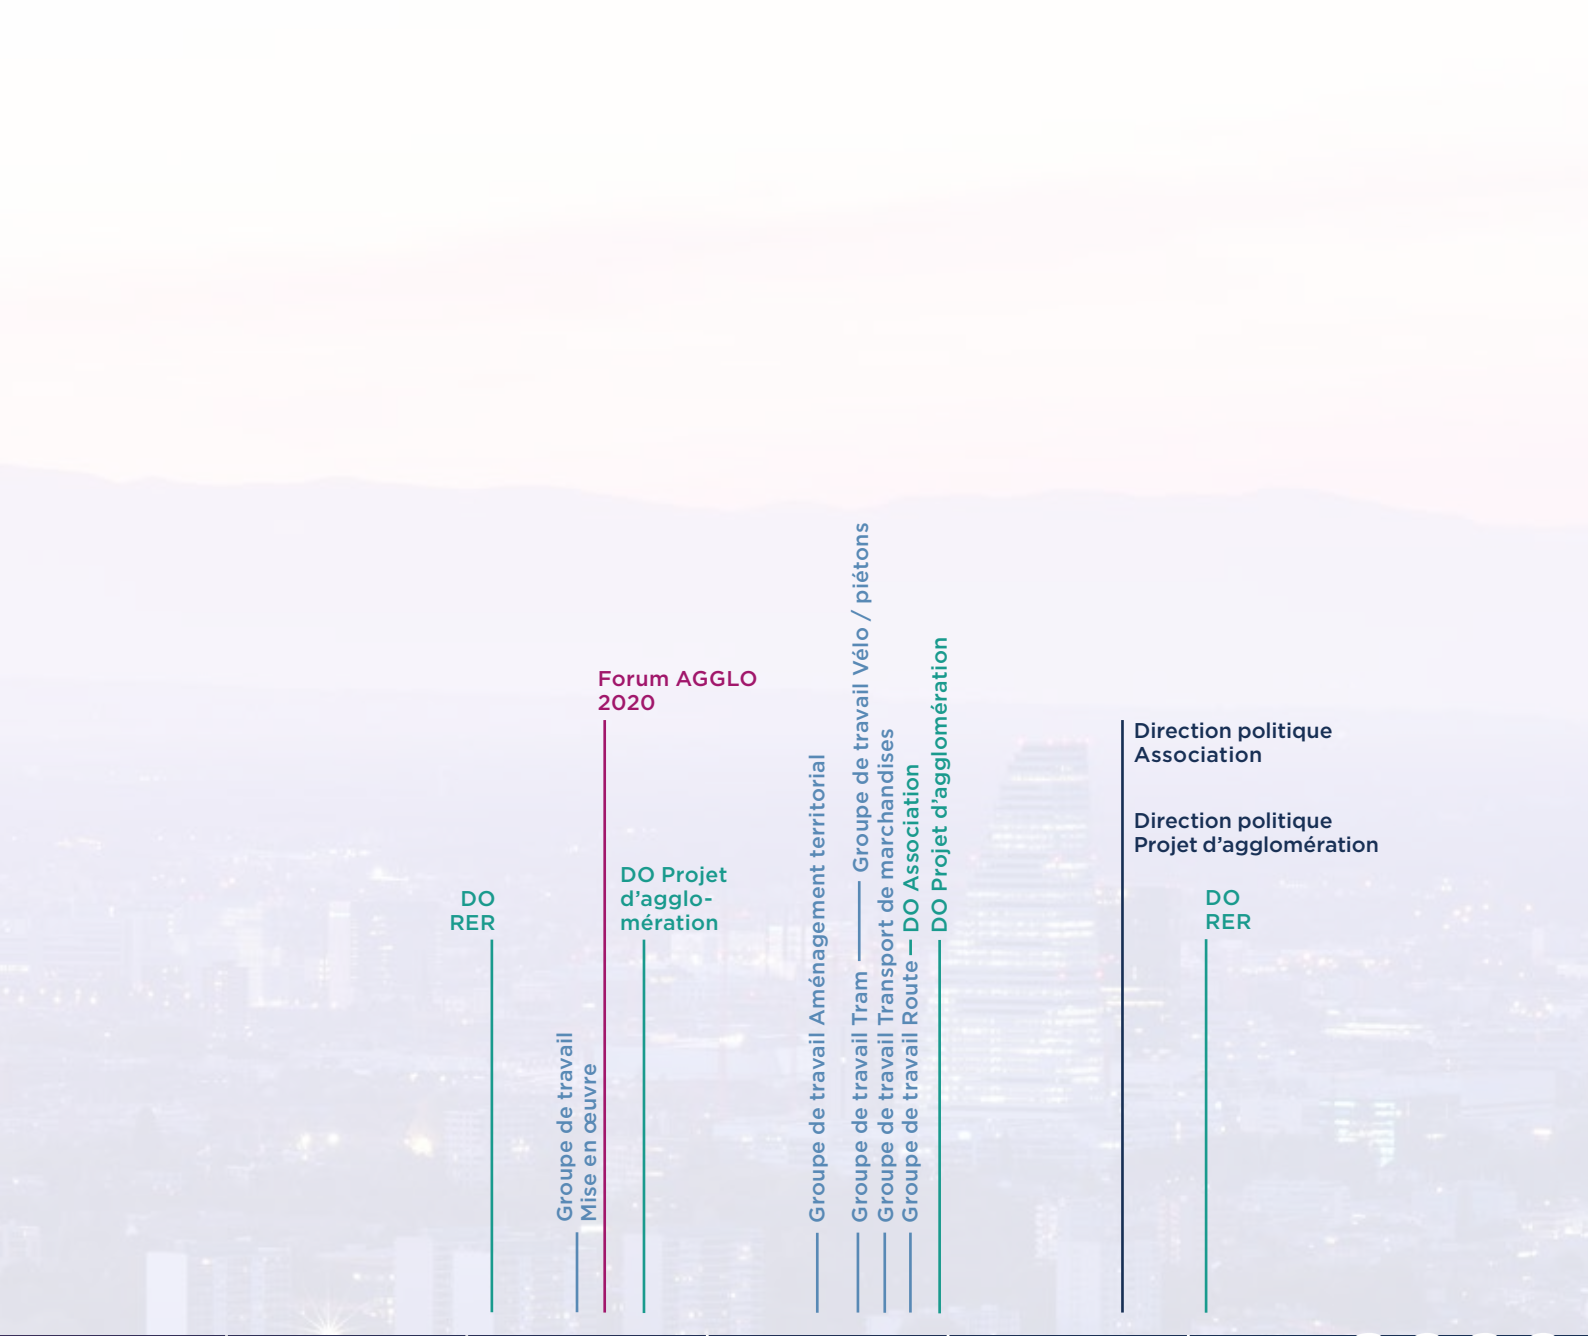 DO
RER
Groupe de travail
Mise en œuvre
Forum AGGLO
2020
DO Projet
d’agglo-
mération
Groupe de travail Aménagement territorial
Groupe de travail Tram
Groupe de travail Vélo / piétons
Groupe de travail Transport de marchandises
Groupe de travail Route
DO Association
DO Projet d’agglomération
Direction politique
Association
Direction politique
Projet d’agglomération
DO
RER